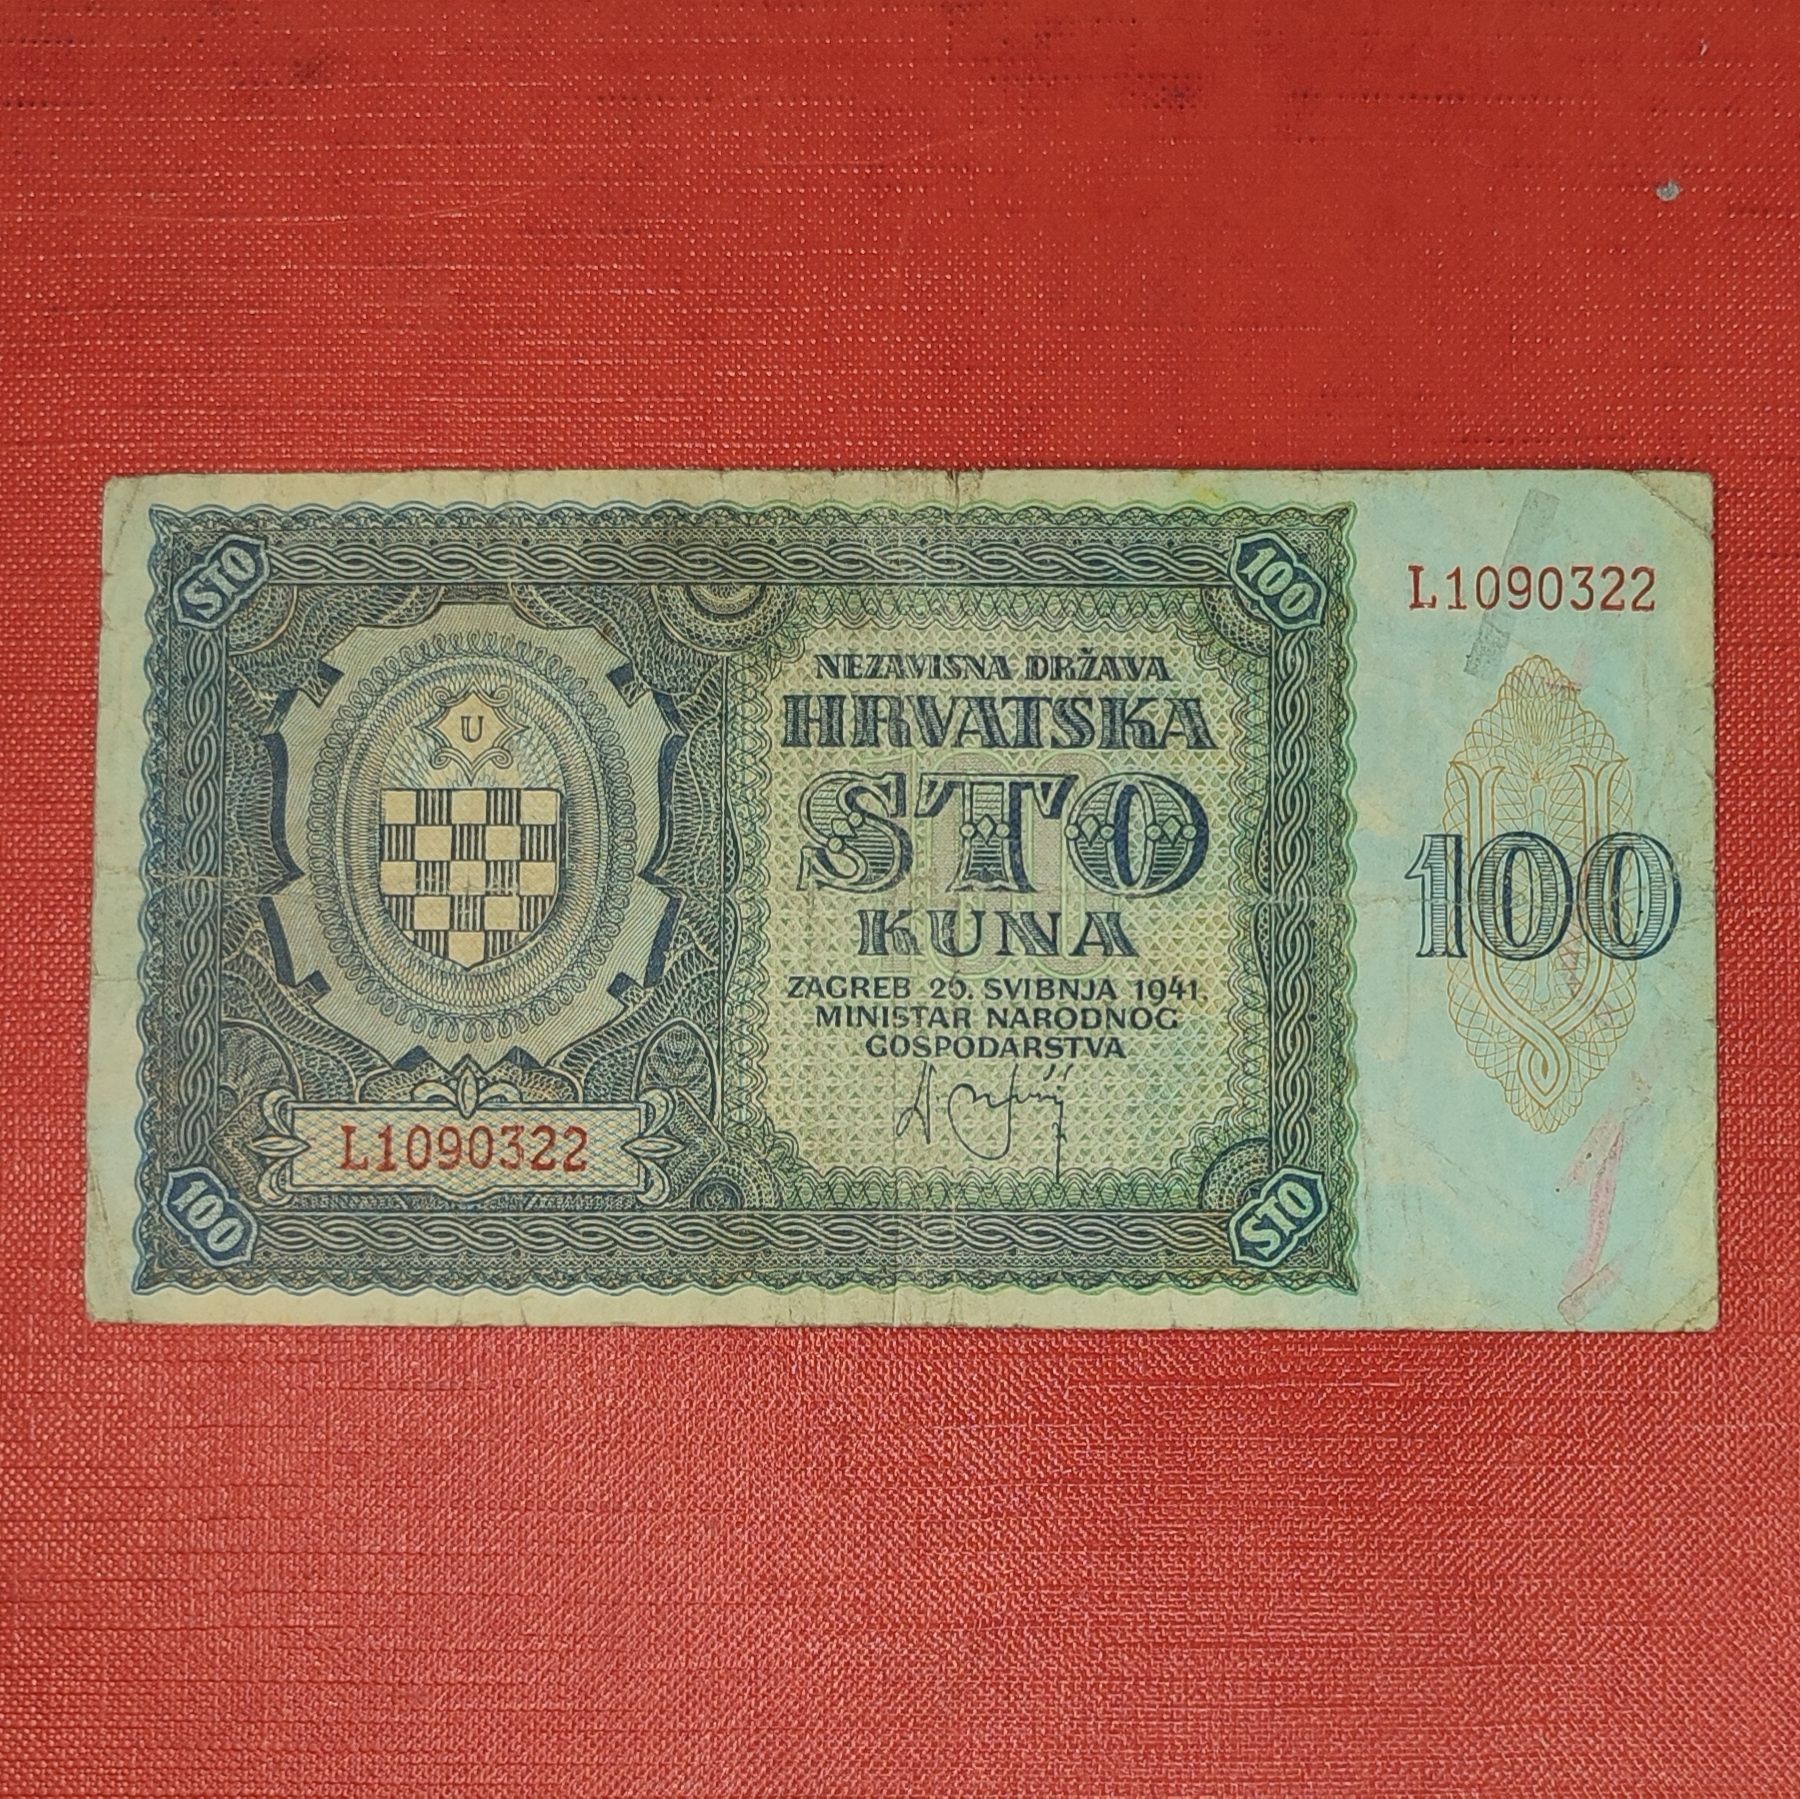 STO
100
L1090322
U
NEZAVISNA DRŽAVA
HRVATSKA
STO
KUNA
ZAGREB 26. SVIBNJA 1941.
MINISTAR NARODNOG
GOSPODARSTVA
100
L1090322
100
STO